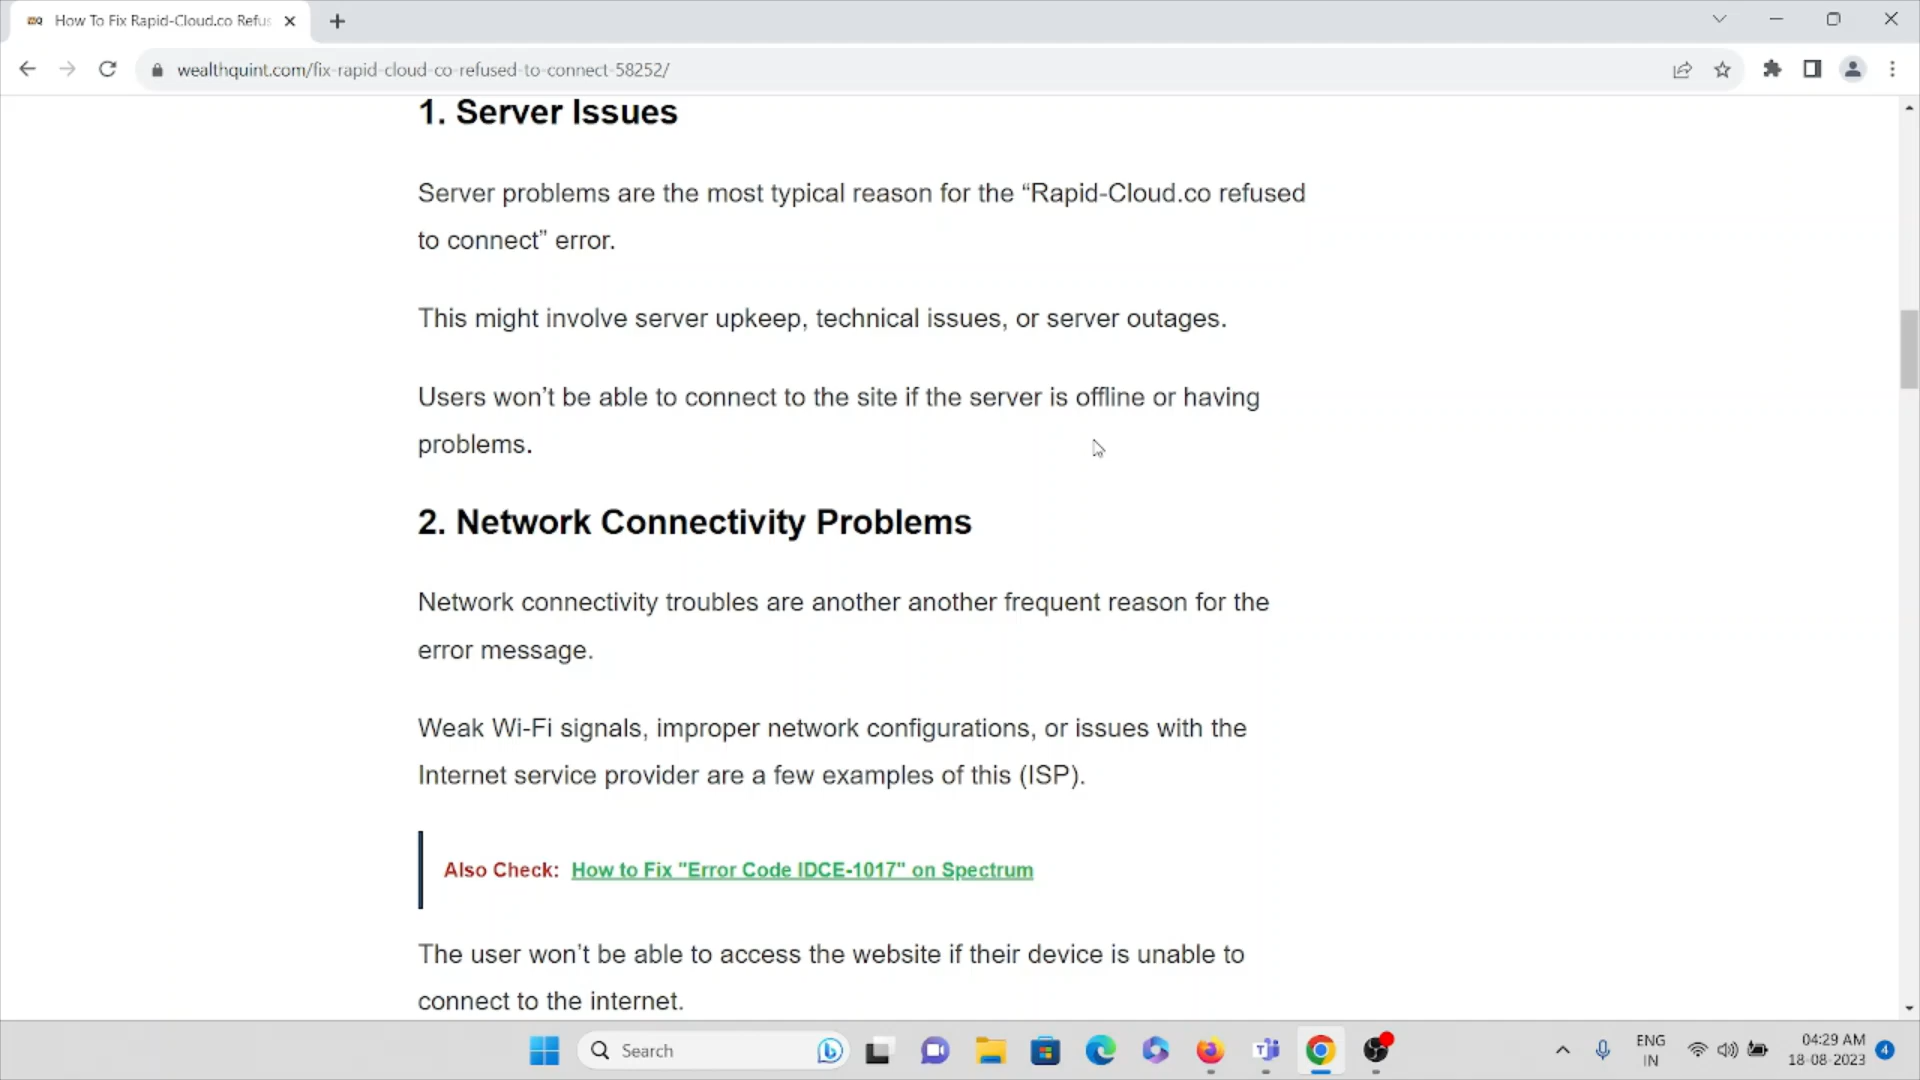 How To Fix Rapid-Cloud.co Refus
wealthquint.com/fix-rapid-cloud-co-refused-to-connect-58252/
1. Server Issues
Server problems are the most typical reason for the “Rapid-Cloud.co refused
to connect” error.
This might involve server upkeep, technical issues, or server outages.
Users won’t be able to connect to the site if the server is offline or having
problems.
2. Network Connectivity Problems
Network connectivity troubles are another another frequent reason for the
error message.
Weak Wi-Fi signals, improper network configurations, or issues with the
Internet service provider are a few examples of this (ISP).
Also Check: How to Fix "Error Code IDCE-1017" on Spectrum
The user won’t be able to access the website if their device is unable to
connect to the internet.
Search
ENG
IN
04:29 AM
18-08-2023
4